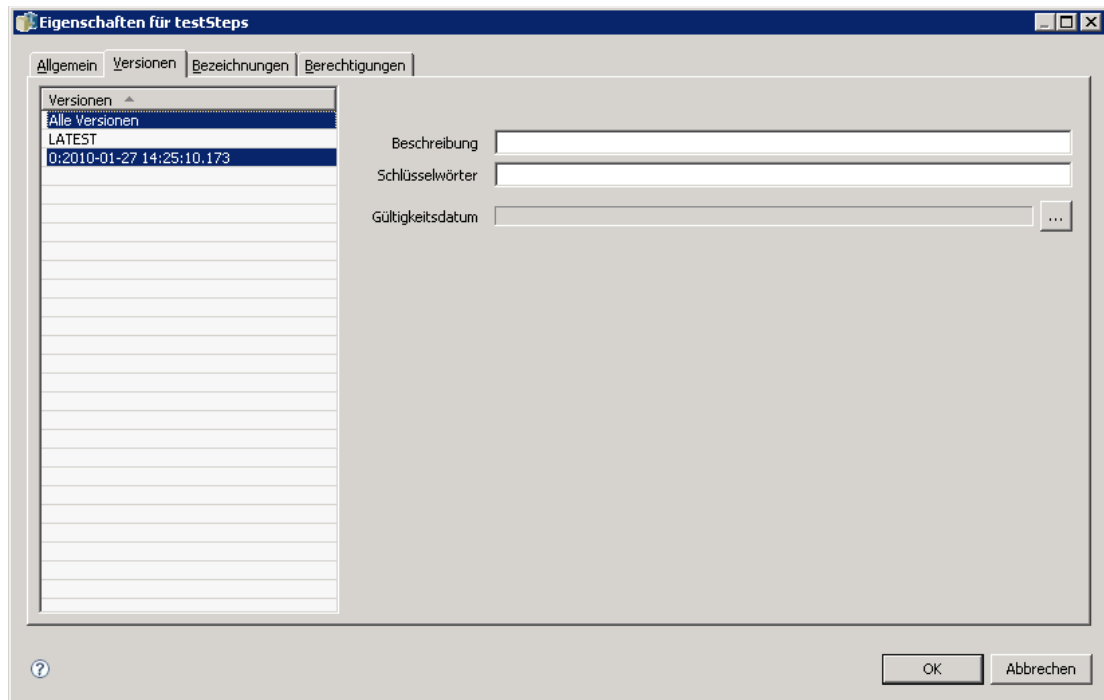 Eigenschaften für testSteps
Allgemein Versionen Bezeichnungen Berechtigungen
Versionen
Alle Versionen
LATEST
0:2010-01-27 14:25:10.173
Beschreibung
Schlüsselwörter
Gültigkeitsdatum ...
? OK Abbrechen